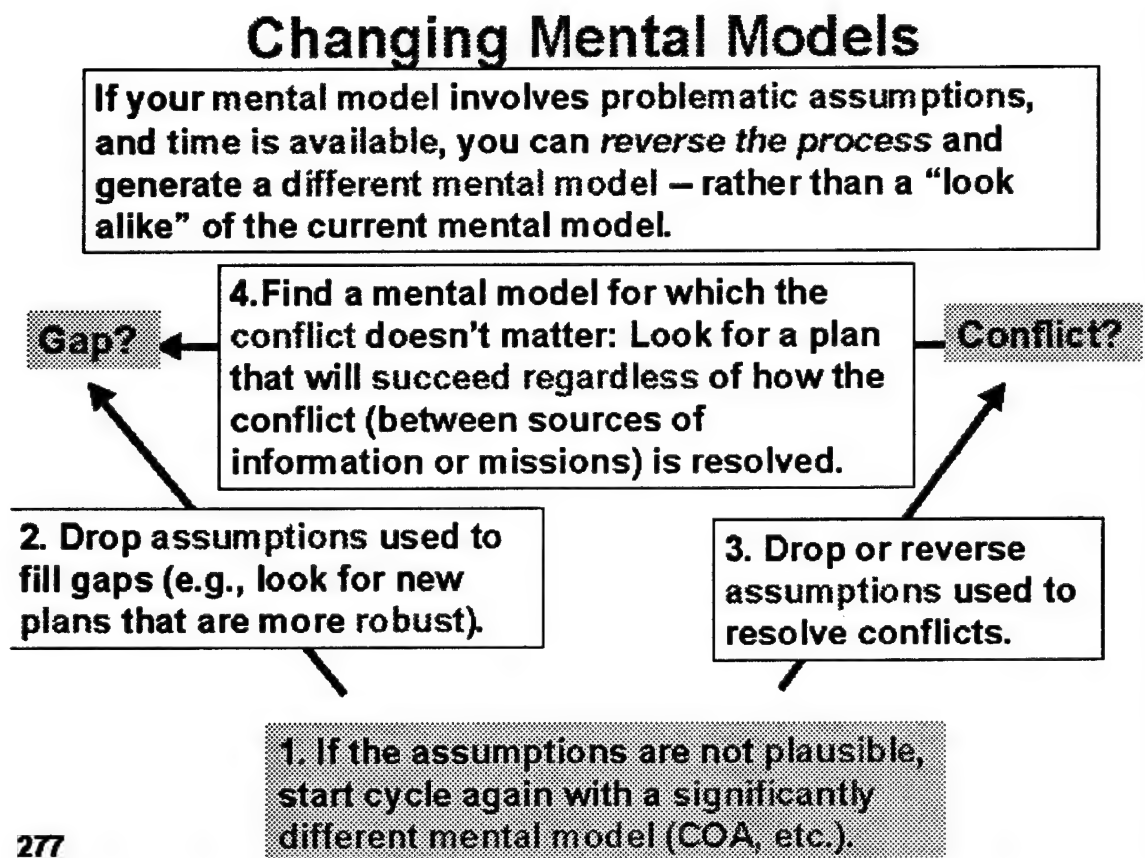 Changing Mental Models
If your mental model involves problematic assumptions,
and time is available, you can reverse the process and
generate a different mental model – rather than a “look
alike” of the current mental model.
4.Find a mental model for which the
conflict doesn't matter: Look for a plan
that will succeed regardless of how the
conflict (between sources of
information or missions) is resolved.
Gap?
Conflict?
2. Drop assumptions used to
fill gaps (e.g., look for new
plans that are more robust).
3. Drop or reverse
assumptions used to
resolve conflicts.
1. If the assumptions are not plausible,
start cycle again with a significantly
different mental model (COA, etc.).
277